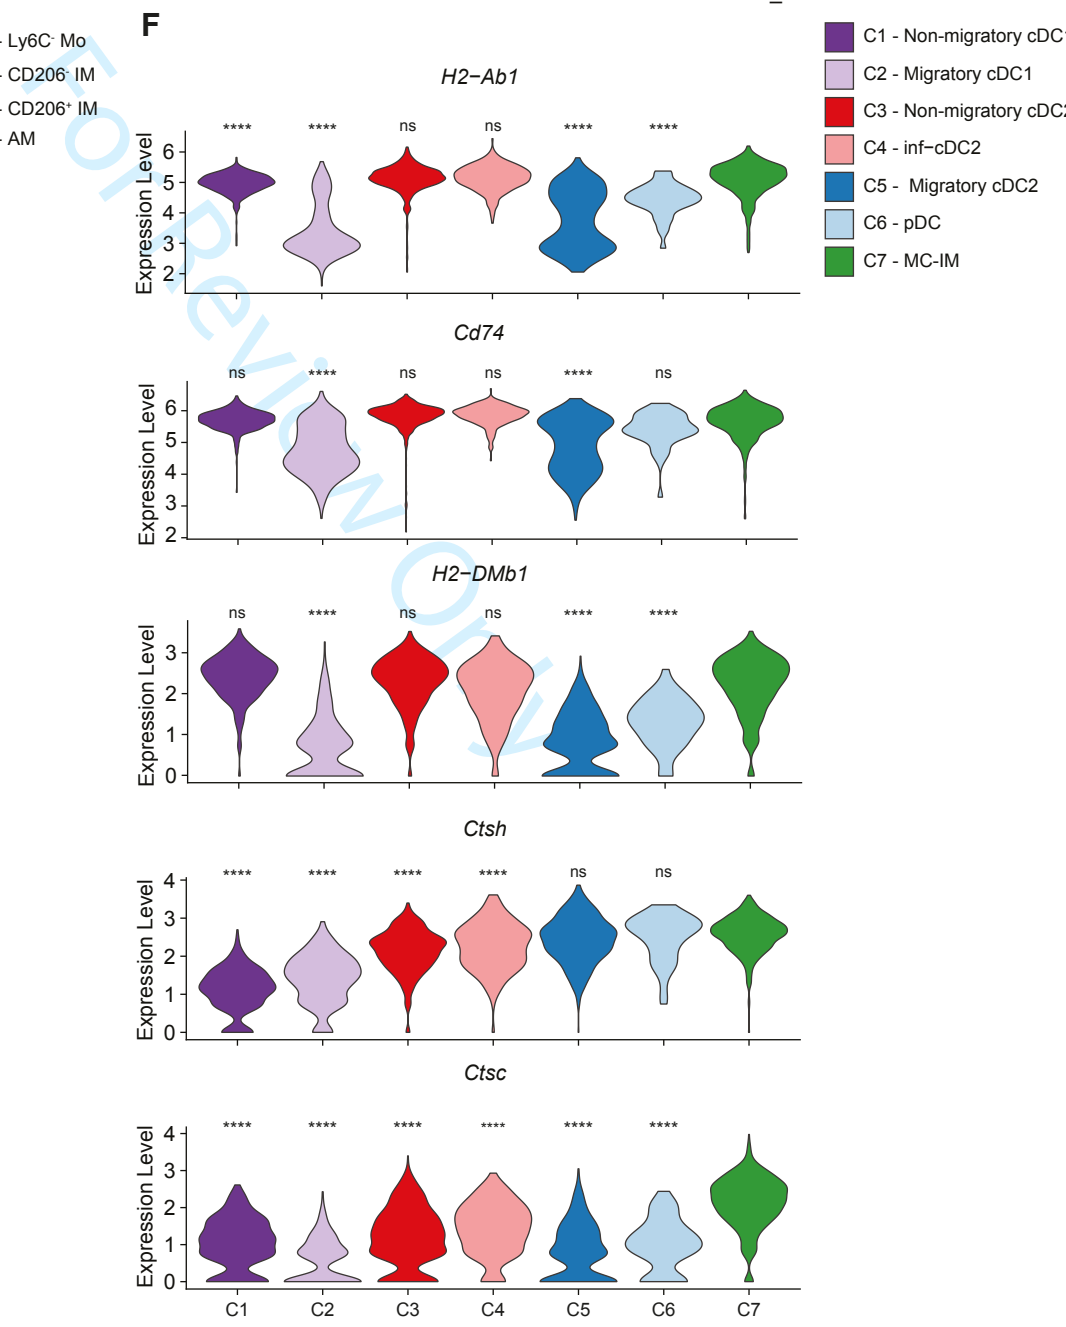 F
- Ly6C- Mo
- CD206- IM
- CD206+ IM
- AM
C1 - Non-migratory cDC
C2 - Migratory cDC1
C3 - Non-migratory cDC
C4 - inf−cDC2
C5 - Migratory cDC2
C6 - pDC
C7 - MC-IM
For Review Only
H2−Ab1
**** **** ns ns **** ****
Expression Level
6
5
4
3
2
Cd74
ns **** ns ns **** ns
Expression Level
6
5
4
3
2
H2−DMb1
ns **** ns ns **** ****
Expression Level
3
2
1
0
Ctsh
**** **** **** **** ns ns
Expression Level
4
3
2
1
0
Ctsc
**** **** **** **** **** ****
Expression Level
4
3
2
1
0
C1 C2 C3 C4 C5 C6 C7